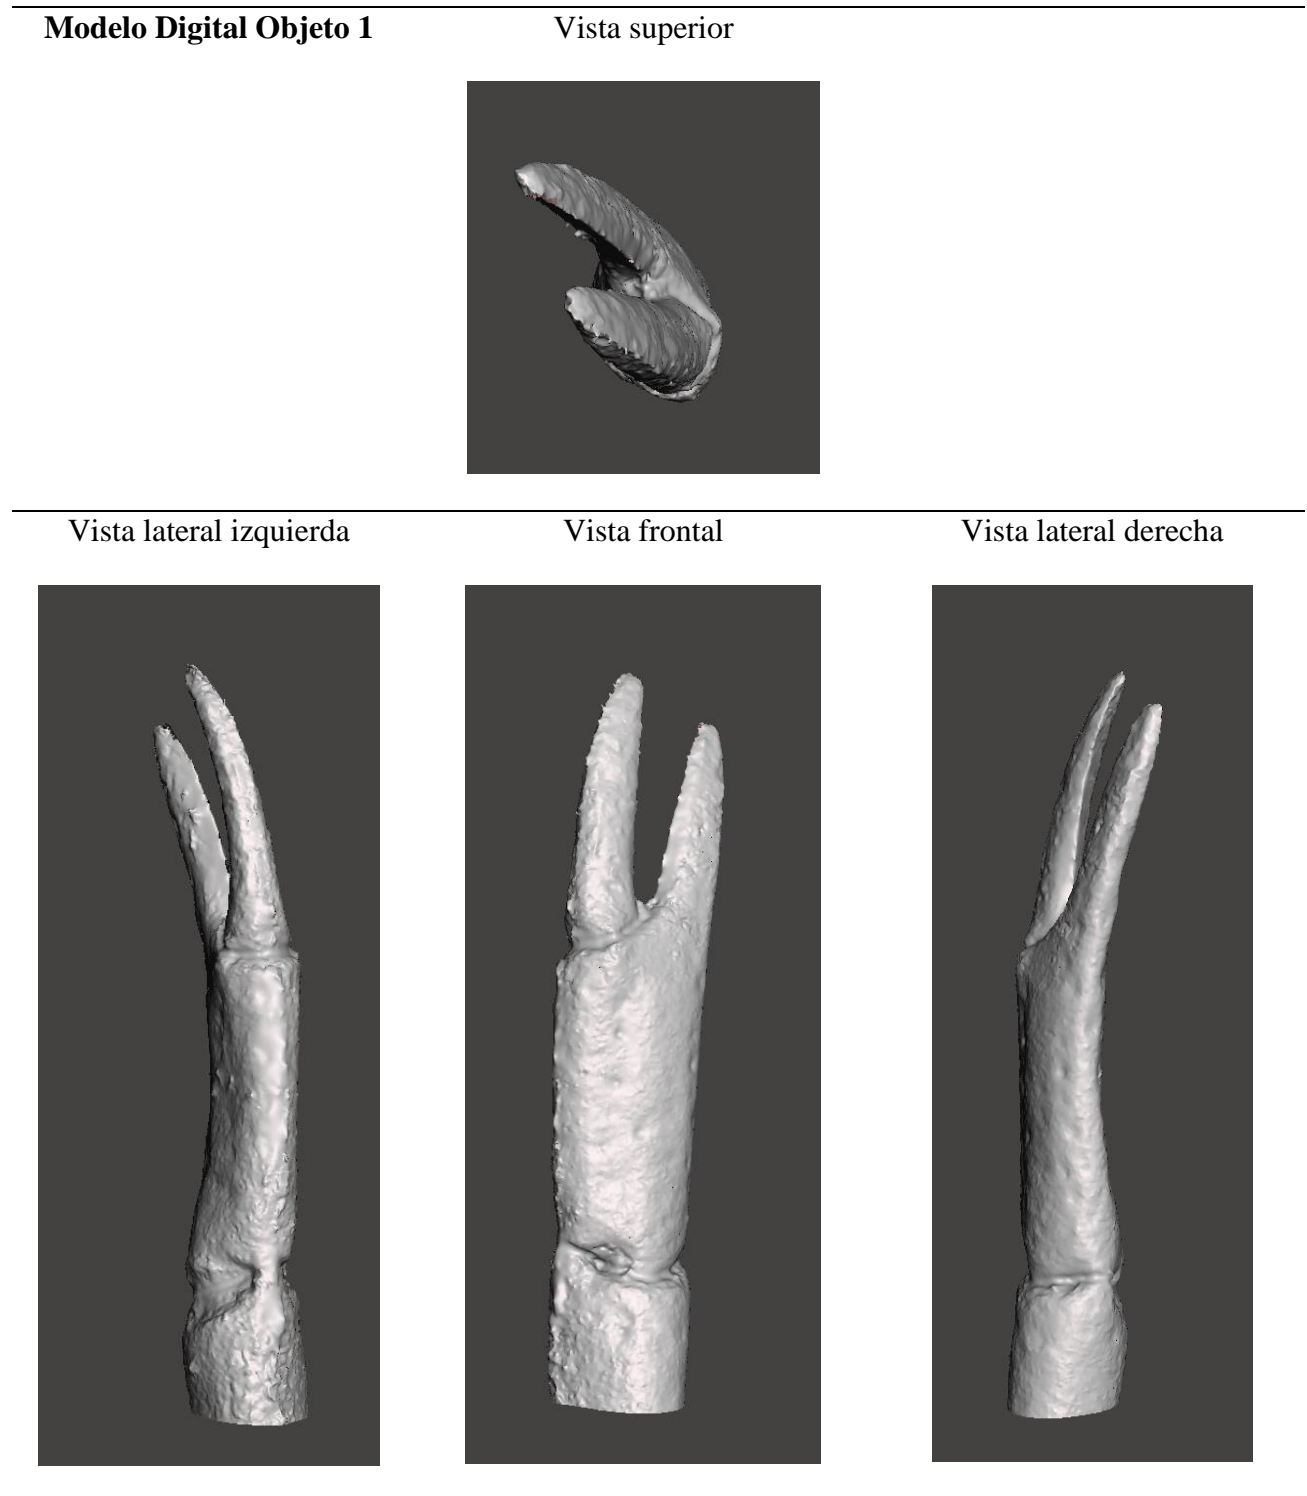 Modelo Digital Objeto 1 Vista superior
Vista lateral izquierda Vista frontal Vista lateral derecha